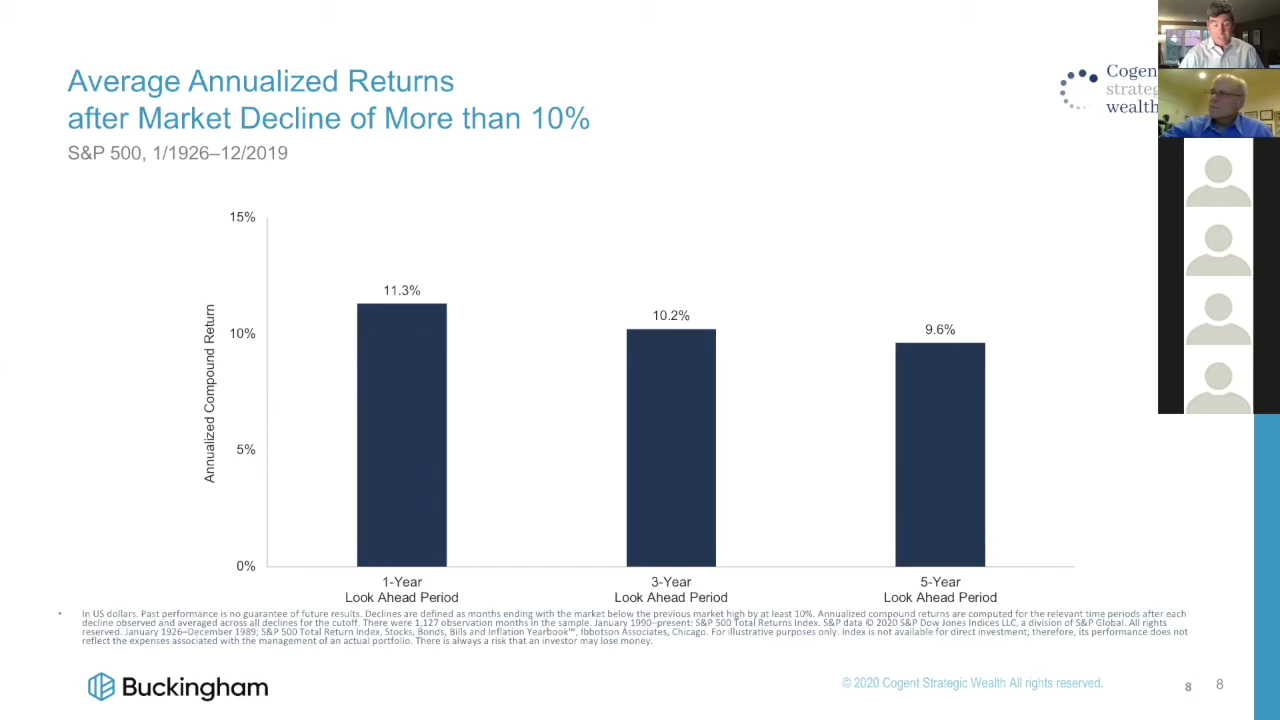 Average Annualized Returns
after Market Decline of More than 10%
S&P 500, 1/1926–12/2019
Cogen
strateg
wealth
15%
10%
5%
0%
Annualized Compound Return
11.3%
10.2%
9.6%
1-Year
Look Ahead Period
3-Year
Look Ahead Period
5-Year
Look Ahead Period
• In US dollars. Past performance is no guarantee of future results. Declines are defined as months ending with the market below the previous market high by at least 10%. Annualized compound returns are computed for the relevant time periods after each
decline observed and averaged across all declines for the cutoff. There were 1,127 observation months in the sample. January 1990–present: S&P 500 Total Returns Index. S&P data © 2020 S&P Dow Jones Indices LLC, a division of S&P Global. All rights
reserved. January 1926–December 1989; S&P 500 Total Return Index, Stocks, Bonds, Bills and Inflation Yearbook™, Ibbotson Associates, Chicago. For illustrative purposes only. Index is not available for direct investment; therefore, its performance does not
reflect the expenses associated with the management of an actual portfolio. There is always a risk that an investor may lose money.
Buckingham
© 2020 Cogent Strategic Wealth All rights reserved.
8 8